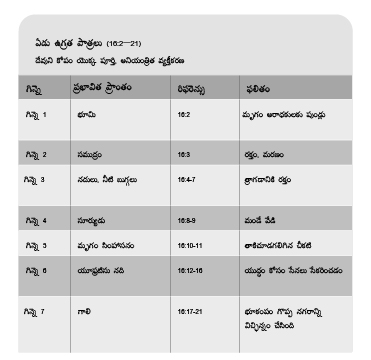 ఏడు ఉగ్రత పాత్రలు (16:2—21)
దేవుని కోపం యొక్క పూర్తి, అనియంత్రిత వ్యక్తీకరణ
గిన్నె ప్రభావిత ప్రాంతం రిఫరెన్సు ఫలితం
గిన్నె 1 భూమి 16:2 మృగం ఆరాధకులకు పుండ్లు
గిన్నె 2 సముద్రం 16:3 రక్తం, మరణం
గిన్నె 3 నదులు, నీటి బుగ్గలు 16:4-7 త్రాగడానికి రక్తం
గిన్నె 4 సూర్యుడు 16:8-9 మండే వేడి
గిన్నె 5 మృగం సింహాసనం 16:10-11 తాకిచూడగలిగిన చీకటి
గిన్నె 6 యూఫ్రటిసు నది 16:12-16 యుద్ధం కోసం సేనలు సేకరించడం
గిన్నె 7 గాలి 16:17-21 భూకంపం గొప్ప నగరాన్ని
విచ్ఛిన్నం చేసింది